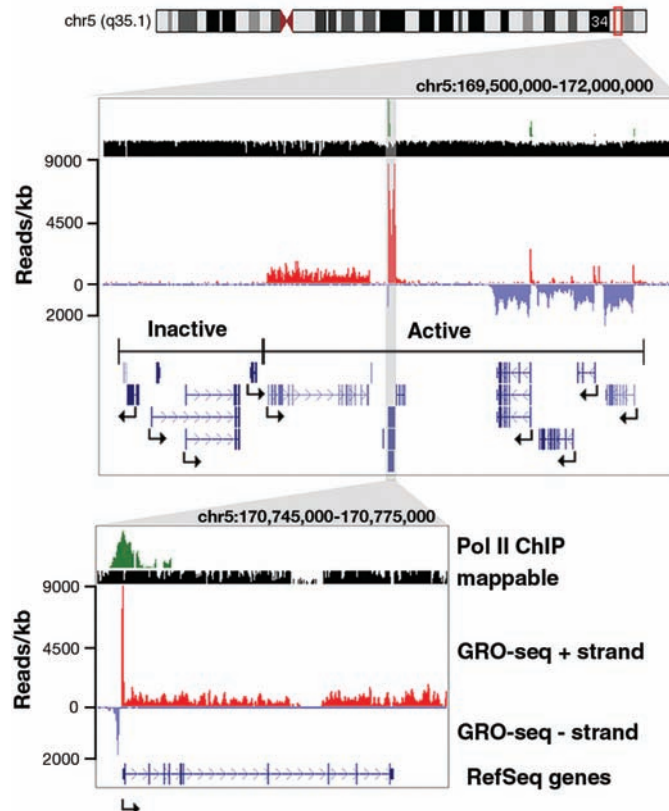 chr5 (q35.1)
34
chr5:169,500,000-172,000,000
9000
4500
0
2000
Reads/kb
Inactive
Active
chr5:170,745,000-170,775,000
Pol II ChIP
mappable
9000
4500
0
2000
Reads/kb
GRO-seq + strand
GRO-seq - strand
RefSeq genes